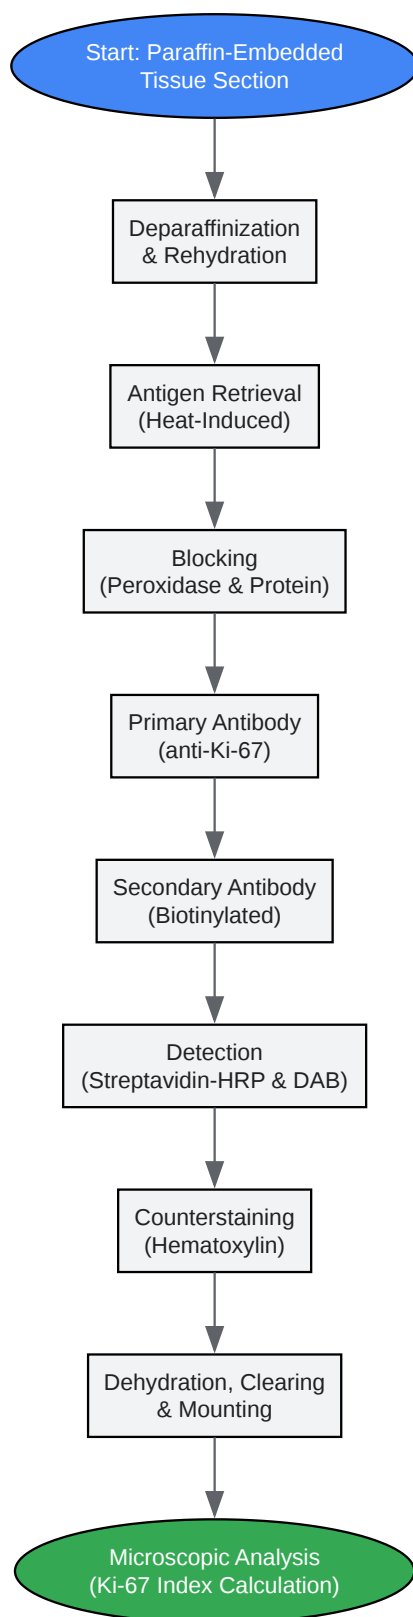 Start: Paraffin-Embedded
Tissue Section
Deparaffinization
& Rehydration
Antigen Retrieval
(Heat-Induced)
Blocking
(Peroxidase & Protein)
Primary Antibody
(anti-Ki-67)
Secondary Antibody
(Biotinylated)
Detection
(Streptavidin-HRP & DAB)
Counterstaining
(Hematoxylin)
Dehydration, Clearing
& Mounting
Microscopic Analysis
(Ki-67 Index Calculation)